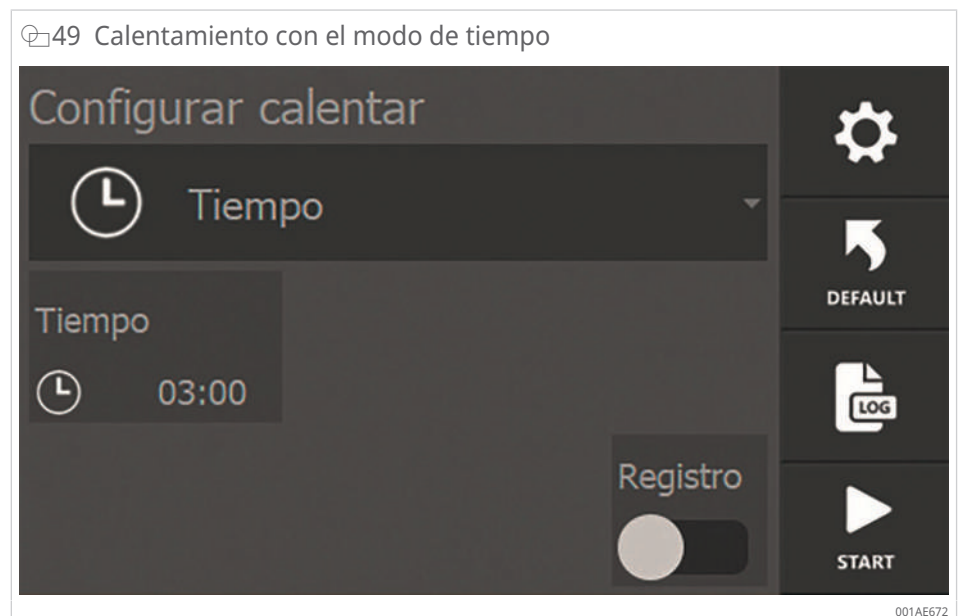 49 Calentamiento con el modo de tiempo
Configurar calentar
Tiempo
DEFAULT
Tiempo
03:00
LOG
Registro
START
001AE672